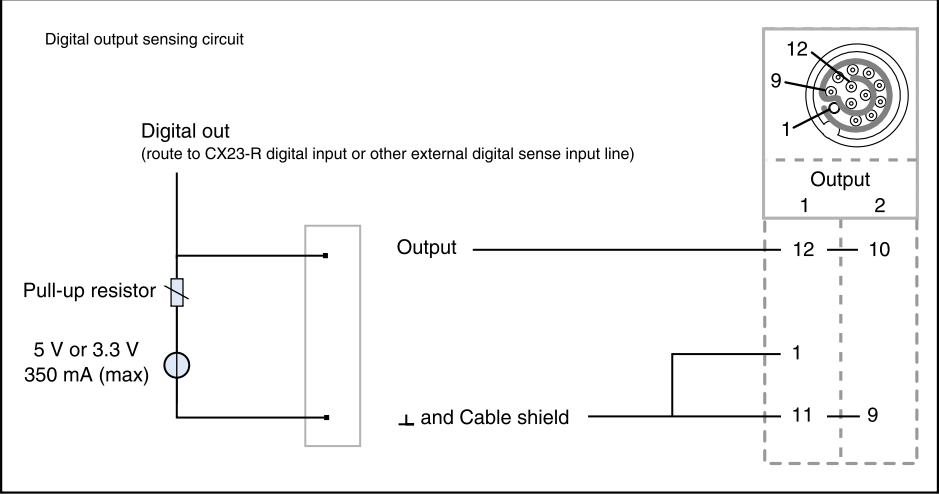 Digital output sensing circuit
12
9
1
Digital out
(route to CX23-R digital input or other external digital sense input line)
Output
1 2
Output 12 10
Pull-up resistor
5 V or 3.3 V
350 mA (max)
1
⊥ and Cable shield 11 9